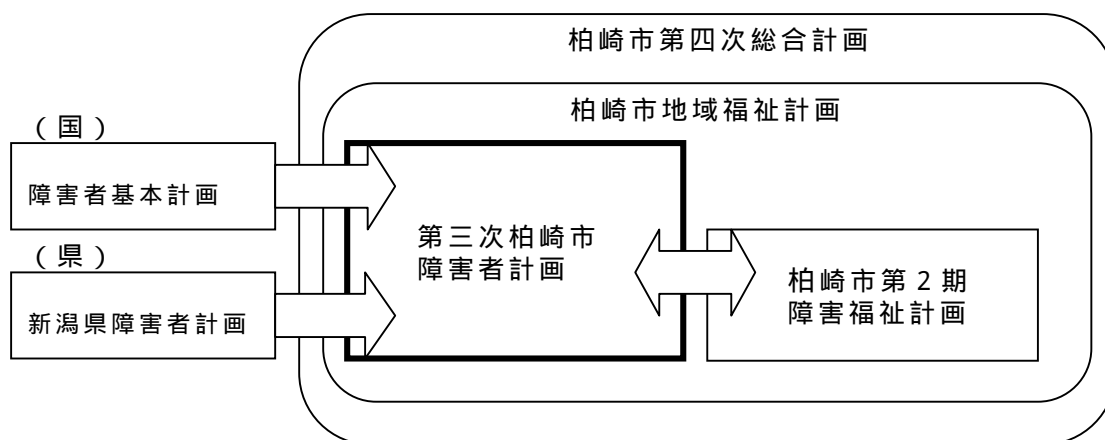 柏崎市第四次総合計画
柏崎市地域福祉計画
（国）
障害者基本計画
（県）
新潟県障害者計画
第三次柏崎市
障害者計画
柏崎市第２期
障害福祉計画